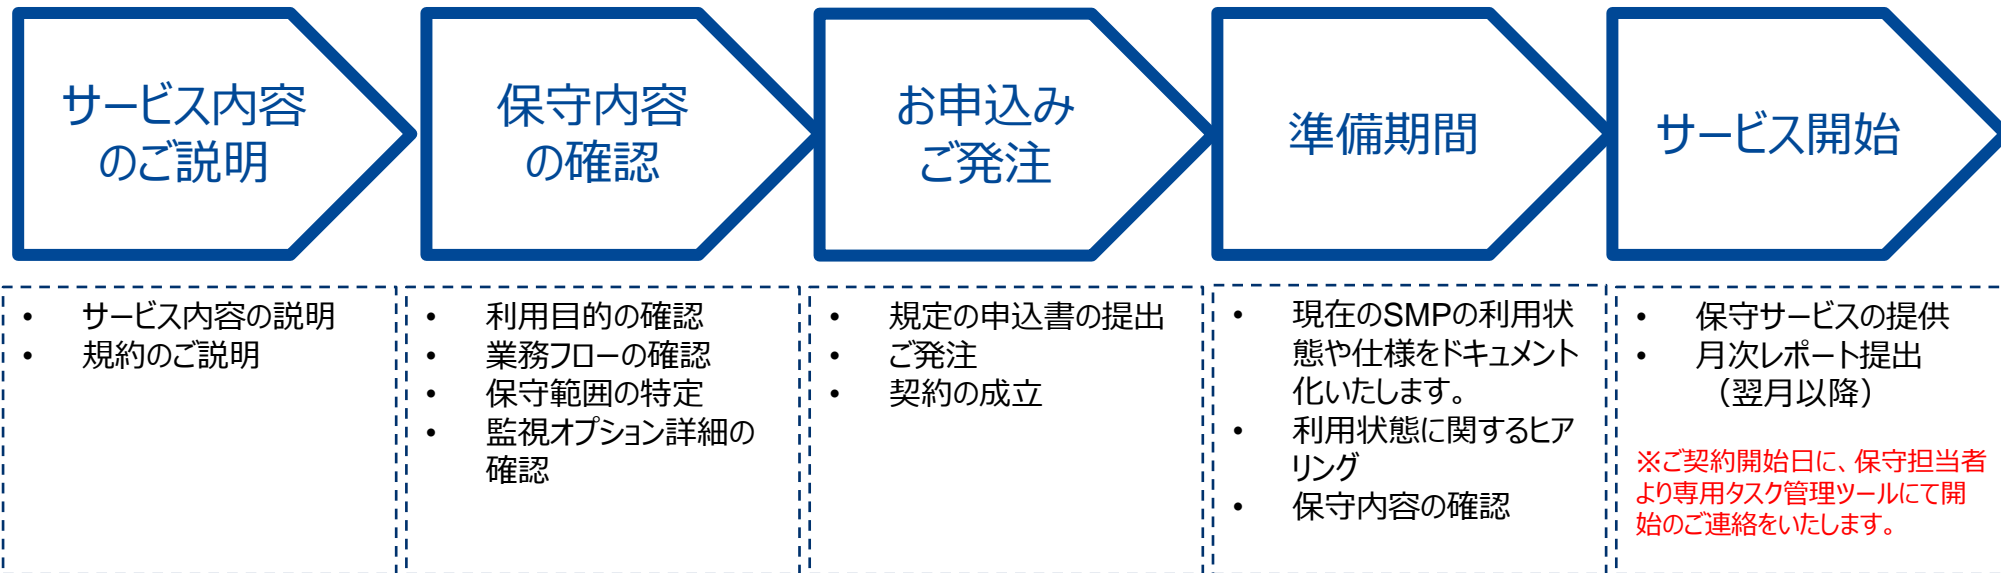 サービス内容
のご説明
保守内容
の確認
お申込み
ご発注
準備期間
サービス開始
• サービス内容の説明
• 規約のご説明
• 利用目的の確認
• 業務フローの確認
• 保守範囲の特定
• 監視オプション詳細の
確認
• 規定の申込書の提出
• ご発注
• 契約の成立
• 現在のSMPの利用状
態や仕様をドキュメント
化いたします。
• 利用状態に関するヒア
リング
• 保守内容の確認
• 保守サービスの提供
• 月次レポート提出
（翌月以降）
※ご契約開始日に、保守担当者
より専用タスク管理ツールにて開
始のご連絡をいたします。